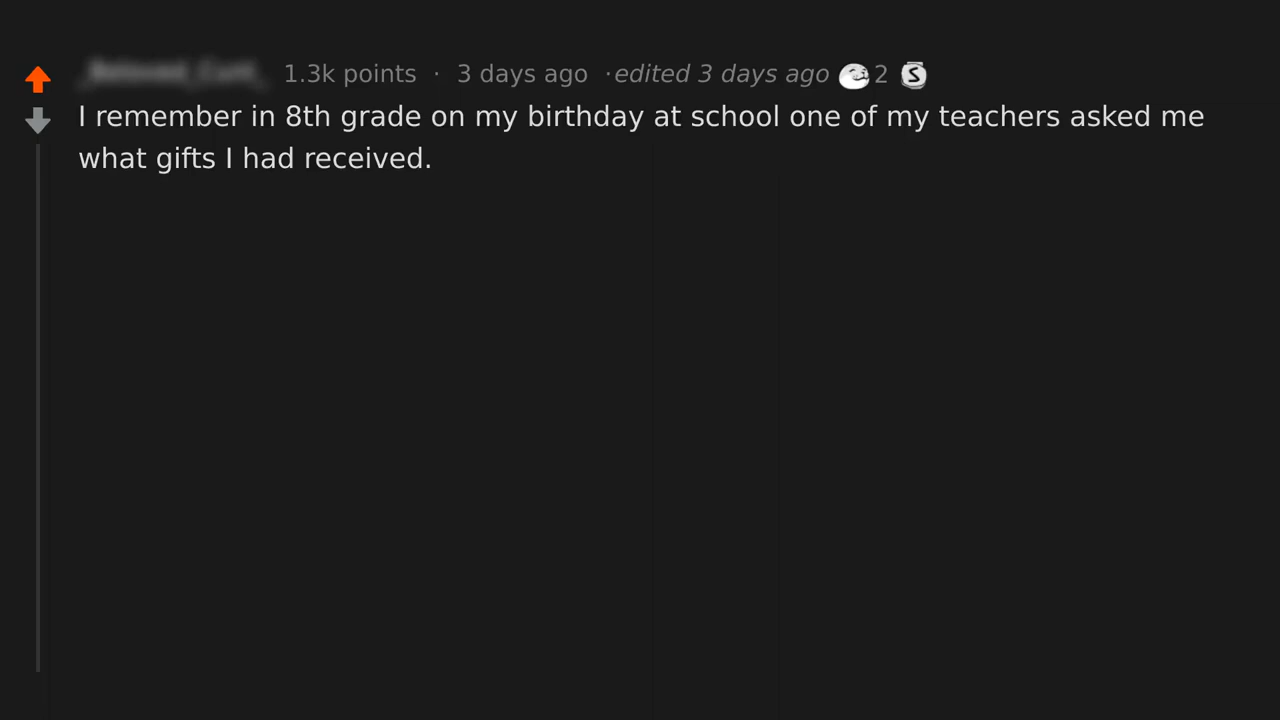 1.3k points · 3 days ago ·edited 3 days ago 2 S
I remember in 8th grade on my birthday at school one of my teachers asked me
what gifts I had received.